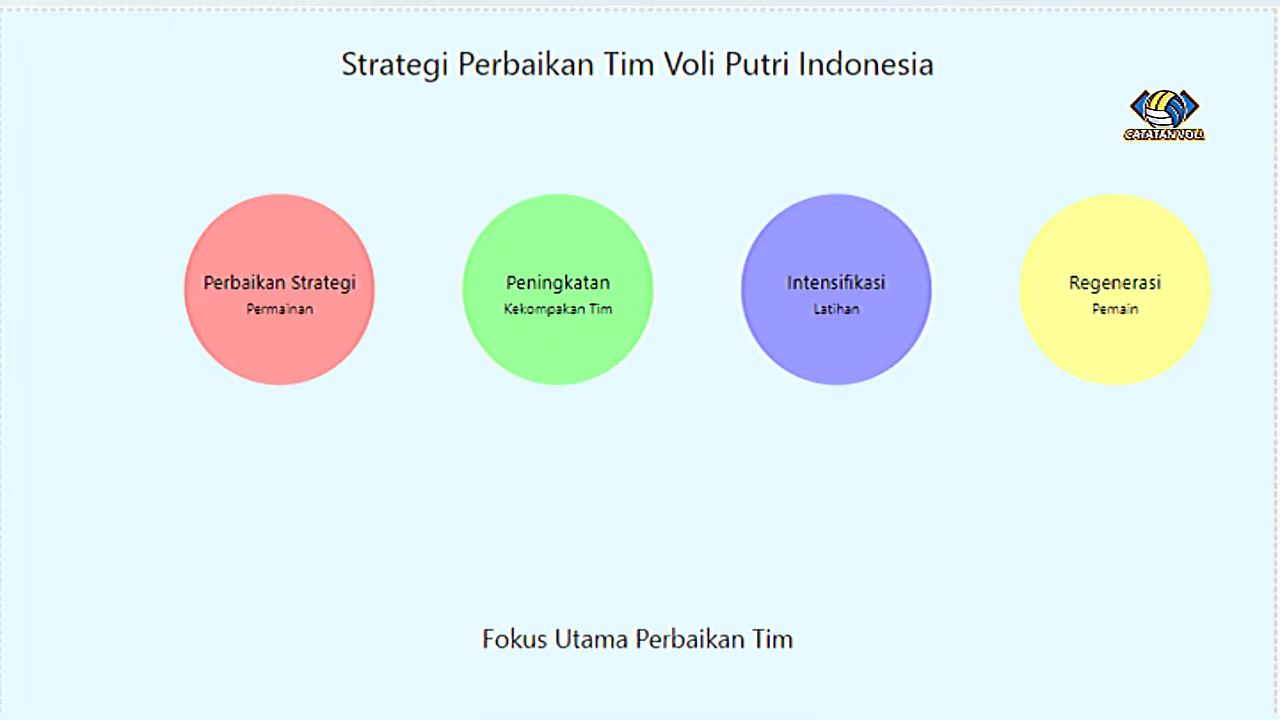 Strategi Perbaikan Tim Voli Putri Indonesia
CATATAN VOLI
Perbaikan Strategi
Permainan
Peningkatan
Kekompakan Tim
Intensifikasi
Latihan
Regenerasi
Pemain
Fokus Utama Perbaikan Tim